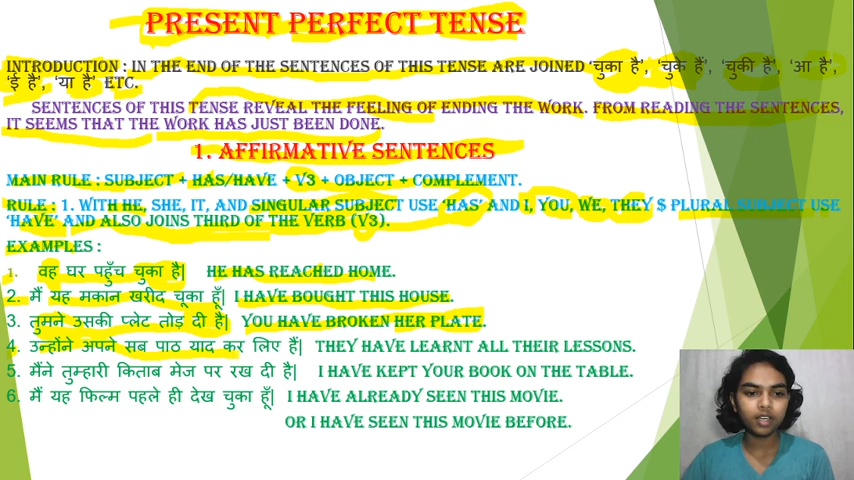 PRESENT PERFECT TENSE
INTRODUCTION : IN THE END OF THE SENTENCES OF THIS TENSE ARE JOINED ‘चुका है’, ‘चुके हैं’, ‘चुकी है’, ‘आ है’,
‘ई है’, ‘या है’ ETC.
SENTENCES OF THIS TENSE REVEAL THE FEELING OF ENDING THE WORK. FROM READING THE SENTENCES,
IT SEEMS THAT THE WORK HAS JUST BEEN DONE.
1. AFFIRMATIVE SENTENCES
MAIN RULE : SUBJECT + HAS/HAVE + V3 + OBJECT + COMPLEMENT.
RULE : 1. WITH HE, SHE, IT, AND SINGULAR SUBJECT USE ‘HAS’ AND I, YOU, WE, THEY $ PLURAL SUBJECT USE
‘HAVE’ AND ALSO JOINS THIRD OF THE VERB (V3).
EXAMPLES :
1. वह घर पहुँच चुका है| HE HAS REACHED HOME.
2. मैं यह मकान खरीद चूका हूँ| I HAVE BOUGHT THIS HOUSE.
3. तुमने उसकी प्लेट तोड़ दी है| YOU HAVE BROKEN HER PLATE.
4. उन्होंने अपने सब पाठ याद कर लिए हैं| THEY HAVE LEARNT ALL THEIR LESSONS.
5. मैंने तुम्हारी किताब मेज पर रख दी है| I HAVE KEPT YOUR BOOK ON THE TABLE.
6. मैं यह फिल्म पहले ही देख चुका हूँ| I HAVE ALREADY SEEN THIS MOVIE.
OR I HAVE SEEN THIS MOVIE BEFORE.